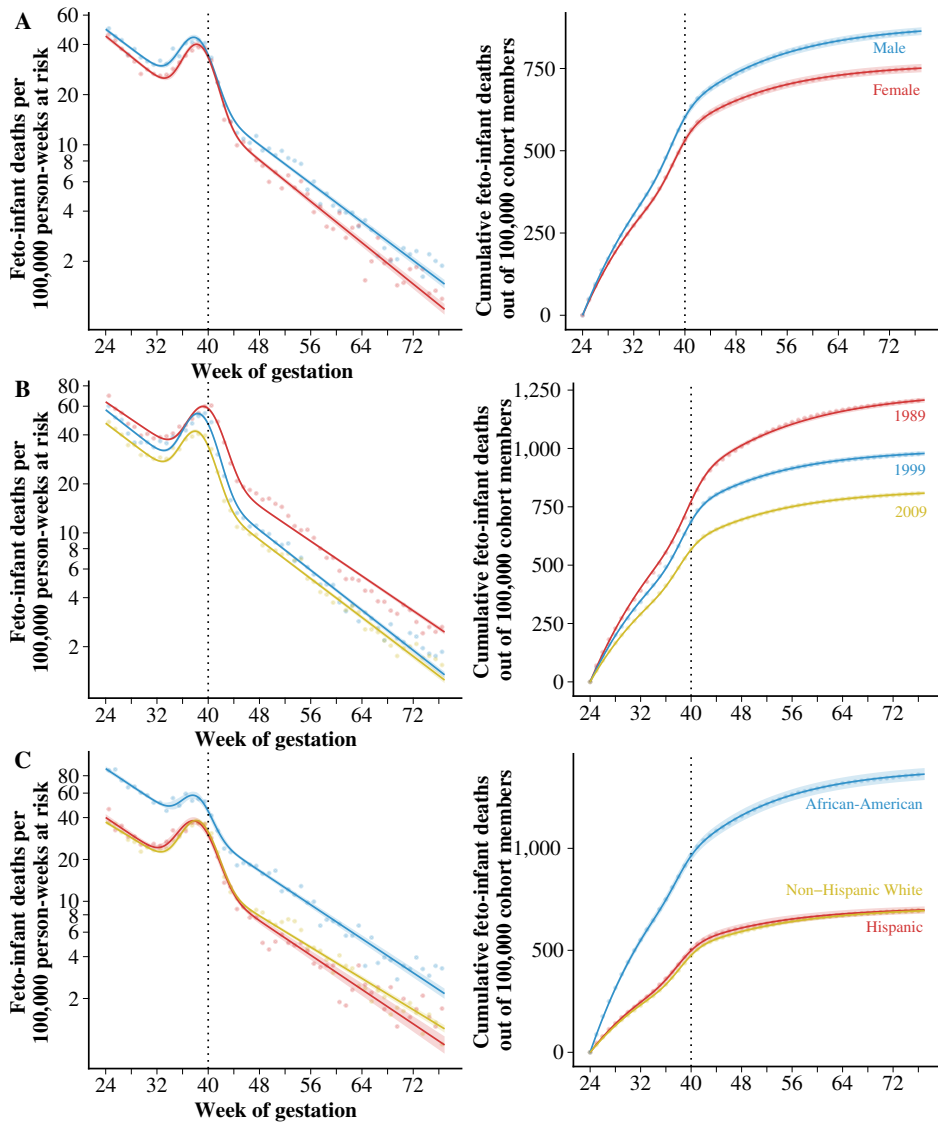 A
Feto-infant deaths per
100,000 person-weeks at risk
60
40
20
10
8
6
4
2
24 32 40 48 56 64 72
Week of gestation
Cumulative feto-infant deaths
out of 100,000 cohort members
750
500
250
0
Male
Female
24 32 40 48 56 64 72
B
Feto-infant deaths per
100,000 person-weeks at risk
80
60
40
20
10
8
6
4
2
24 32 40 48 56 64 72
Week of gestation
Cumulative feto-infant deaths
out of 100,000 cohort members
1,250
1,000
750
500
250
0
1989
1999
2009
24 32 40 48 56 64 72
C
Feto-infant deaths per
100,000 person-weeks at risk
80
60
40
20
10
8
6
4
2
24 32 40 48 56 64 72
Week of gestation
Cumulative feto-infant deaths
out of 100,000 cohort members
1,000
500
0
African-American
Non−Hispanic White
Hispanic
24 32 40 48 56 64 72